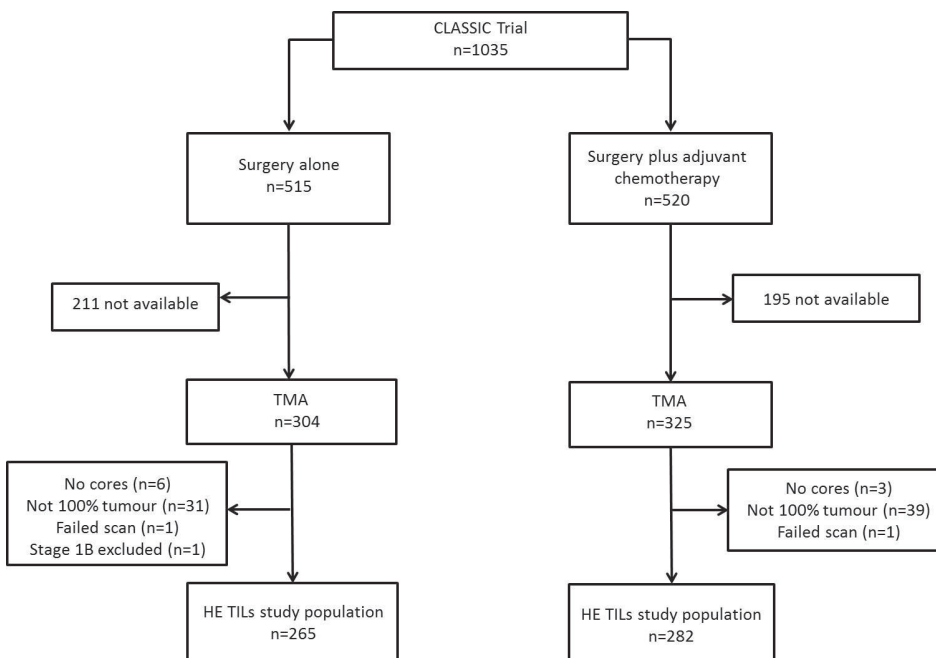 CLASSIC Trial
n=1035
Surgery alone
n=515
Surgery plus adjuvant
chemotherapy
n=520
211 not available
195 not available
TMA
n=304
TMA
n=325
No cores (n=6)
Not 100% tumour (n=31)
Failed scan (n=1)
Stage 1B excluded (n=1)
No cores (n=3)
Not 100% tumour (n=39)
Failed scan (n=1)
HE TILs study population
n=265
HE TILs study population
n=282